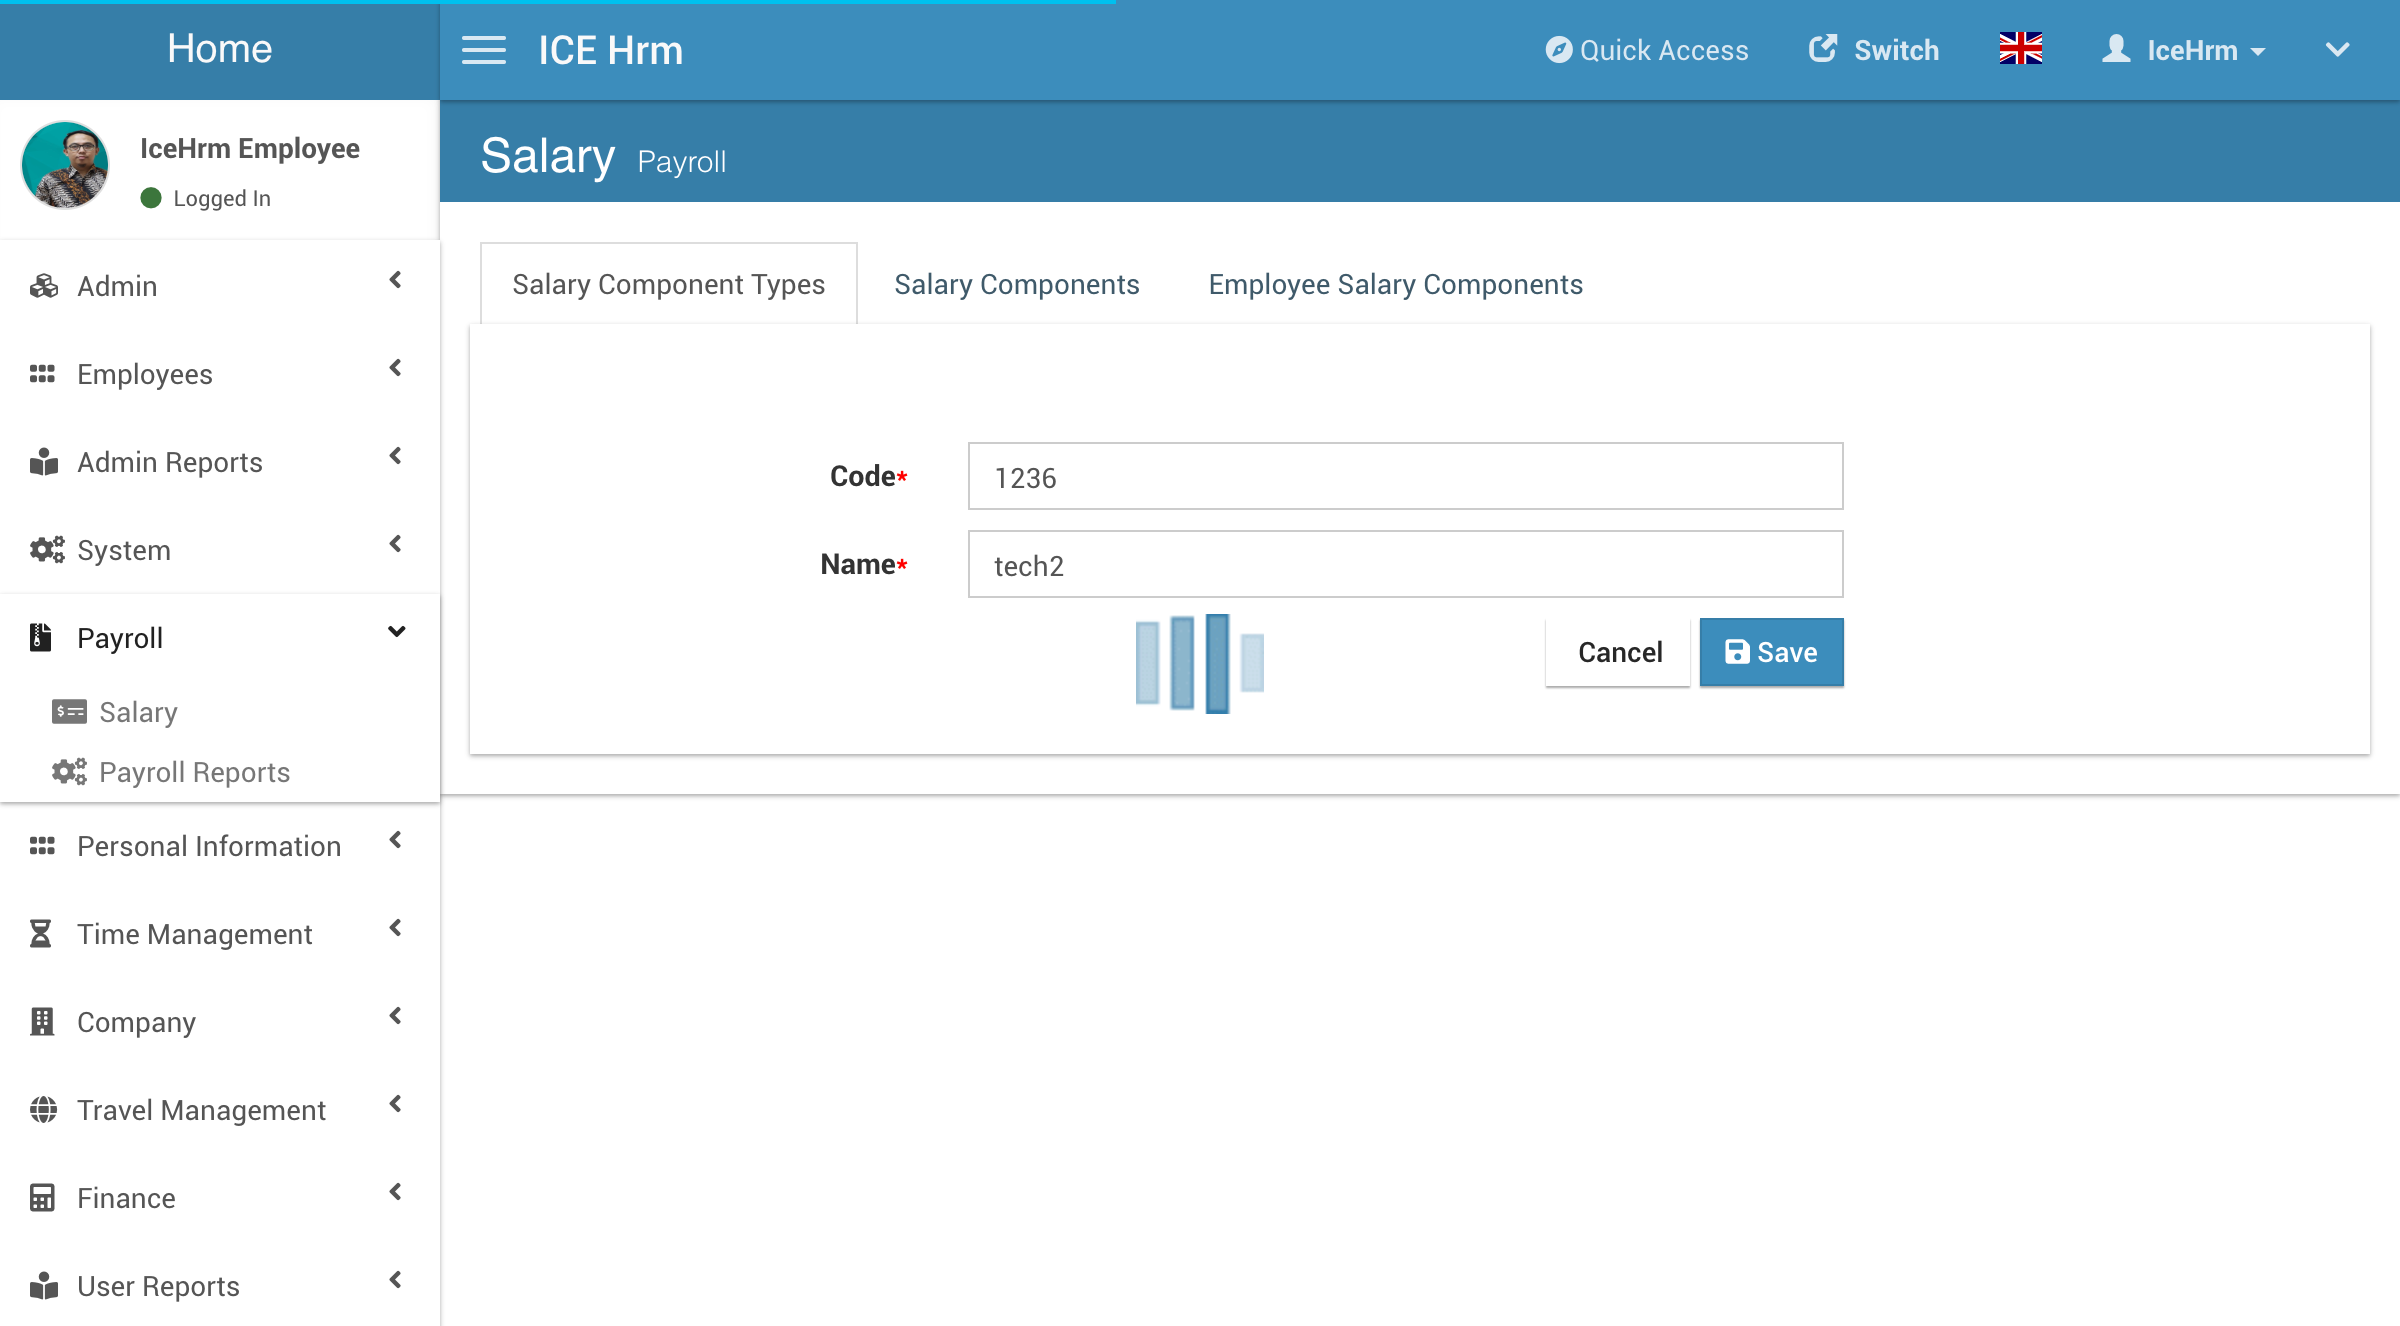 Home
ICE Hrm
Quick Access
Switch
IceHrm
IceHrm Employee
Logged In
Salary Payroll
Admin
Employees
Admin Reports
System
Payroll
Salary
Payroll Reports
Personal Information
Time Management
Company
Travel Management
Finance
User Reports
Salary Component Types
Salary Components
Employee Salary Components
Code*
1236
Name*
tech2
Cancel
Save